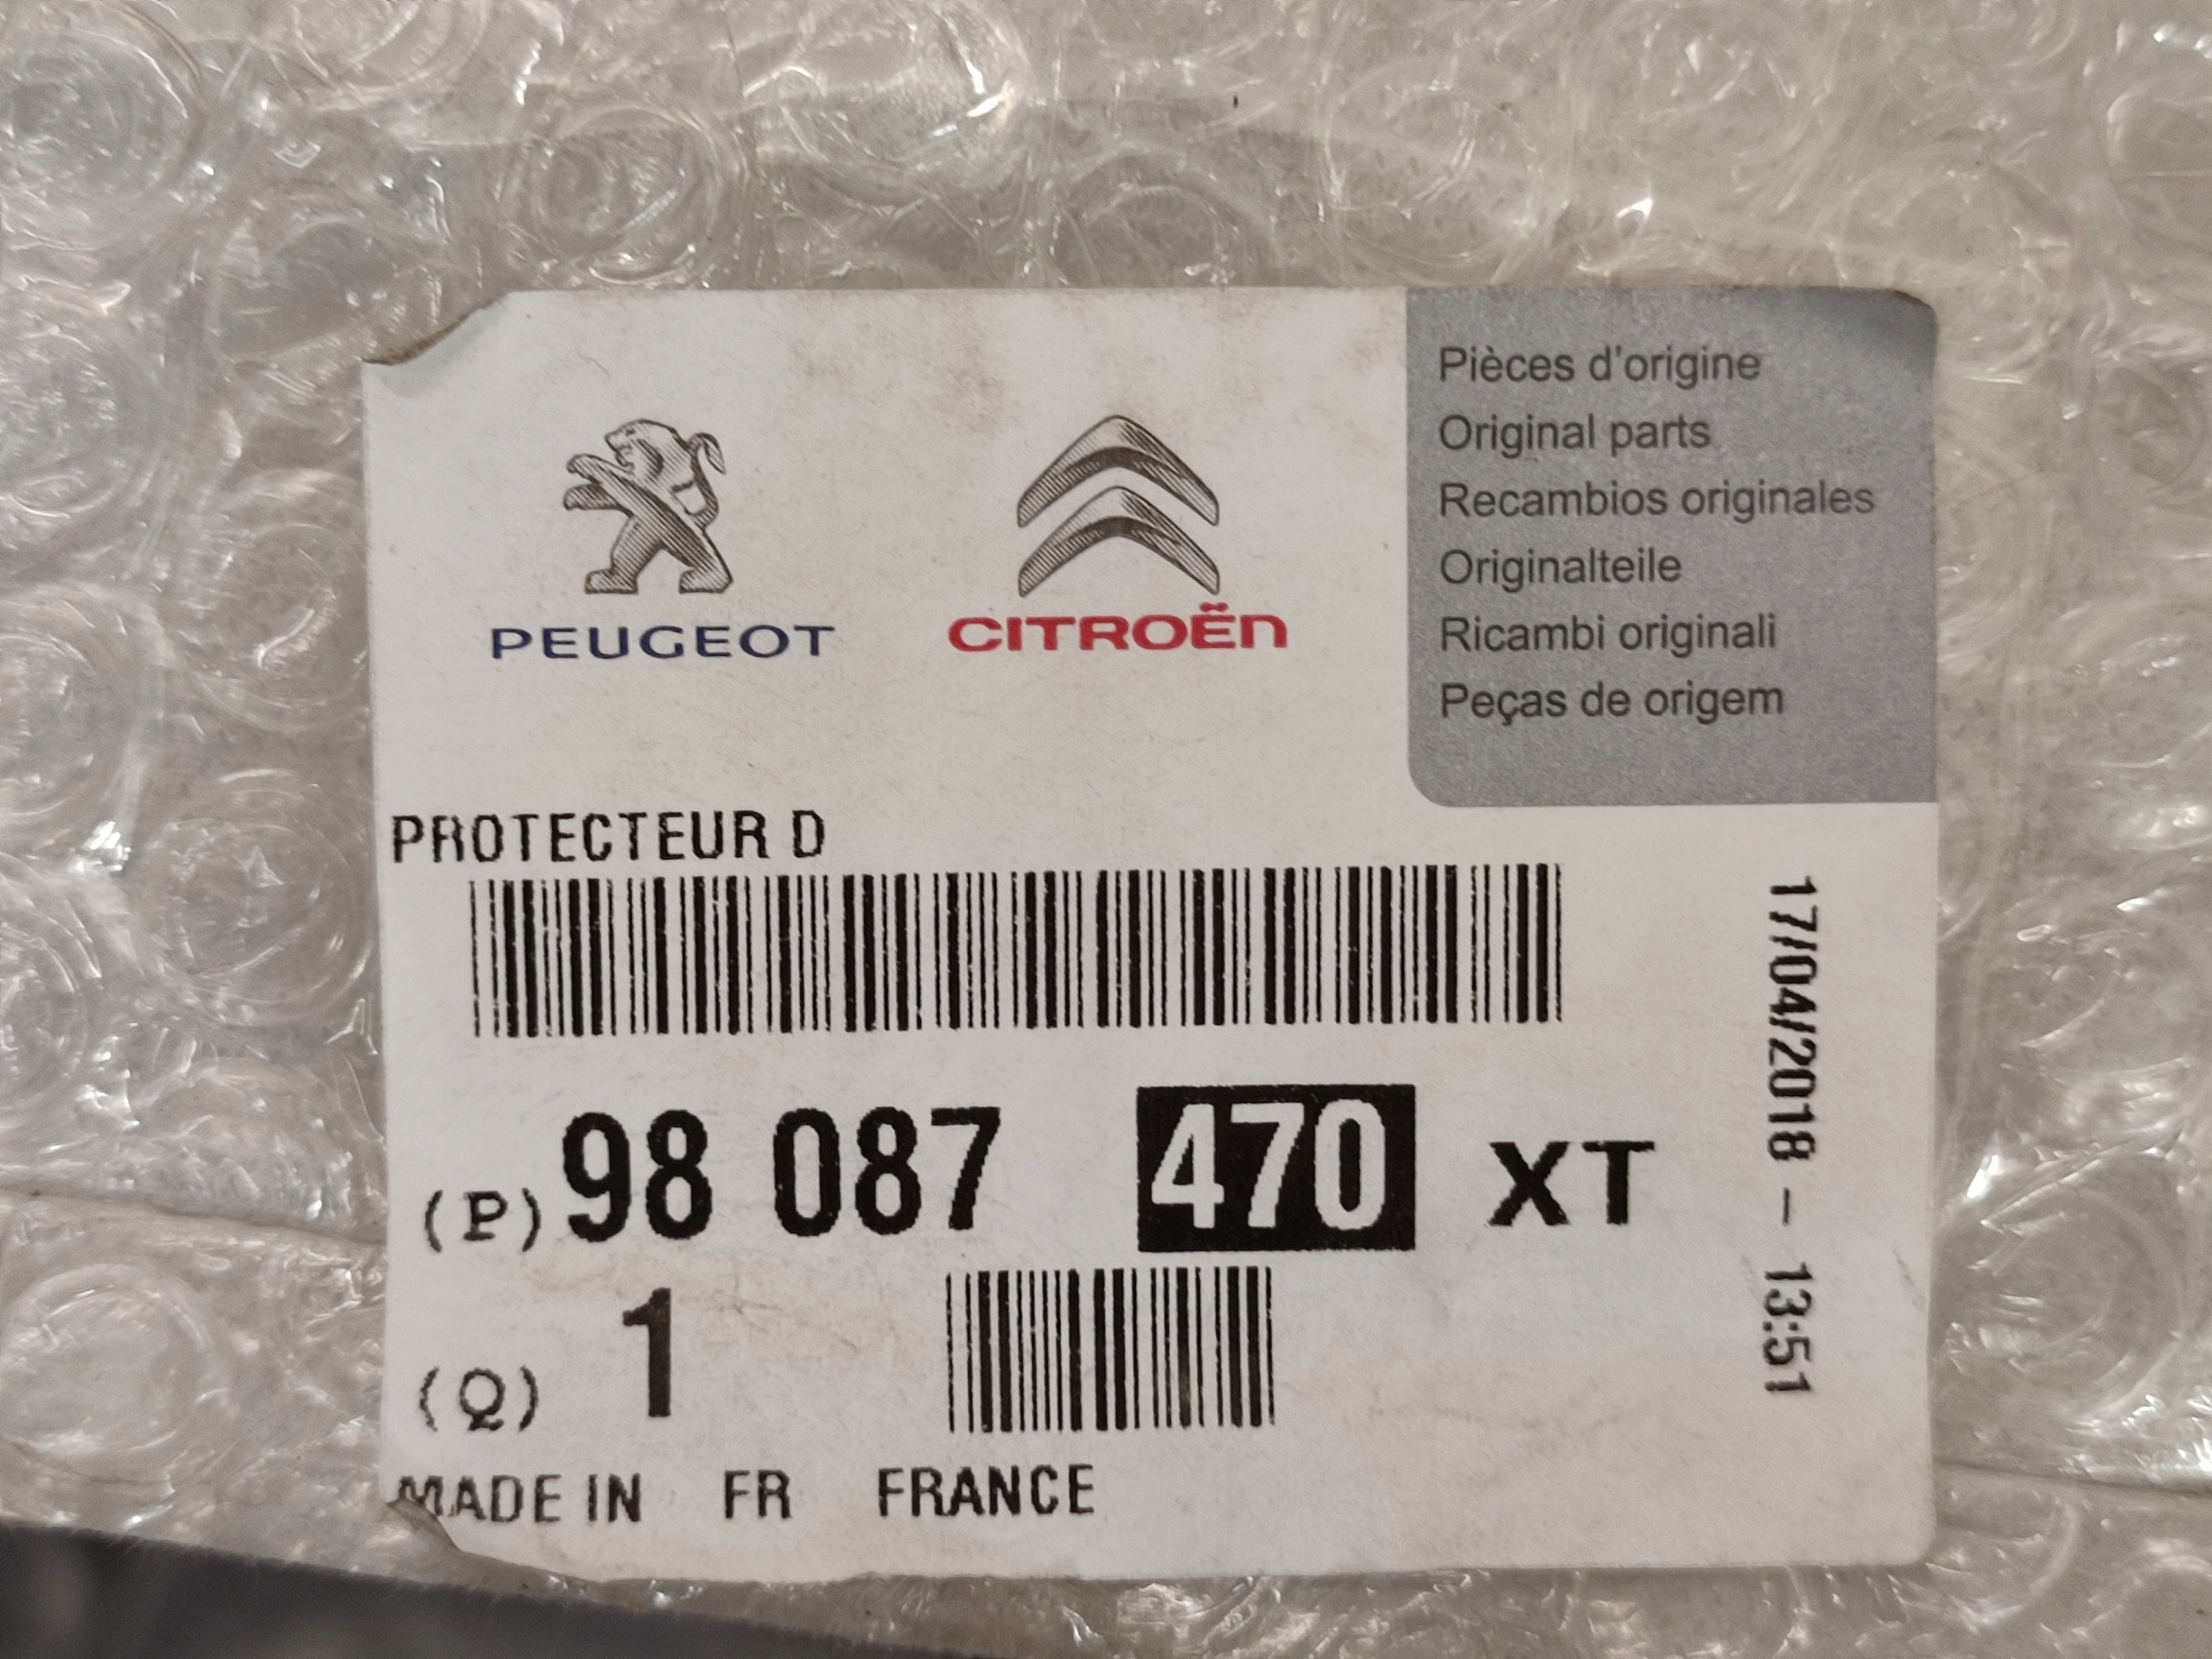 PEUGEOT
CITROËN
Pièces d'origine
Original parts
Recambios originales
Originalteile
Ricambi originali
Peças de origem
PROTECTEUR D
(P) 98 087 470 XT
(Q) 1
MADE IN FR FRANCE
17/04/2018 - 13:51